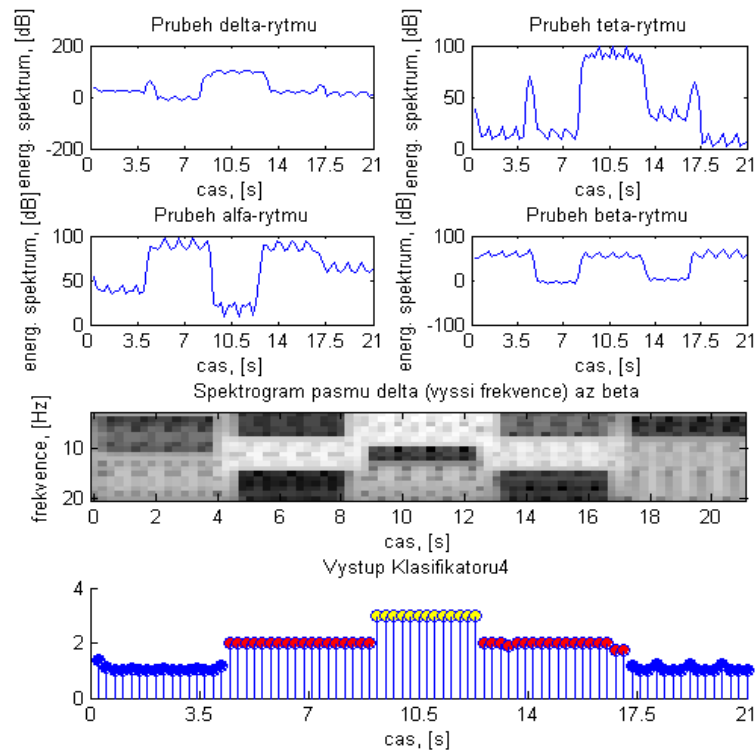 Prubeh delta-rytmu
energ. spektrum, [dB]
200
0
-200
0 3.5 7 10.5 14 17.5 21
cas, [s]
Prubeh teta-rytmu
energ. spektrum, [dB]
100
50
0
0 3.5 7 10.5 14 17.5 21
cas, [s]
Prubeh alfa-rytmu
energ. spektrum, [dB]
100
50
0
0 3.5 7 10.5 14 17.5 21
cas, [s]
Prubeh beta-rytmu
energ. spektrum, [dB]
100
0
-100
0 3.5 7 10.5 14 17.5 21
cas, [s]
Spektrogram pasmu delta (vyssi frekvence) az beta
frekvence, [Hz]
10
20
0 2 4 6 8 10 12 14 16 18 20
cas, [s]
Vystup Klasifikatoru4
4
2
0
0 3.5 7 10.5 14 17.5 21
cas, [s]